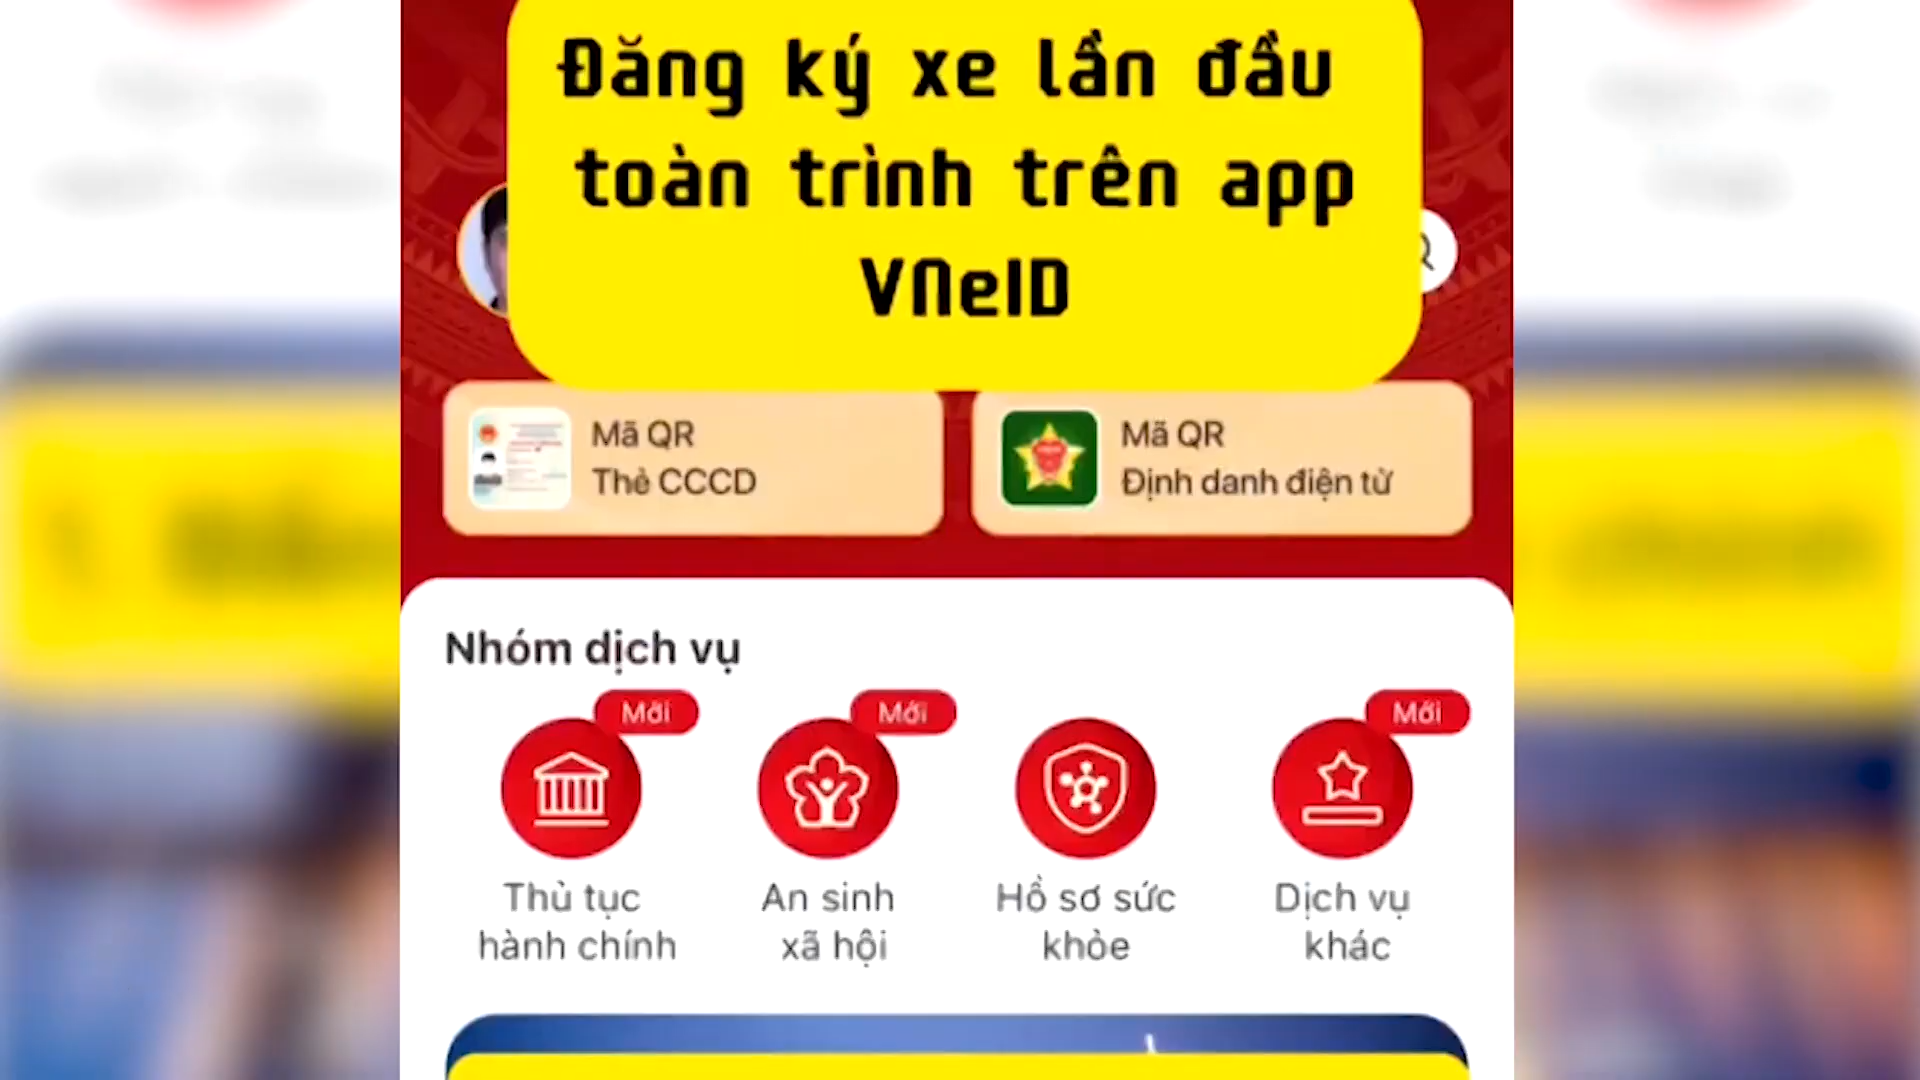 Đăng ký xe lần đầu
toàn trình trên app
VNeID
Mã QR
Thẻ CCCD
Mã QR
Định danh điện tử
Nhóm dịch vụ
Mới
Mới
Mới
Thủ tục
hành chính
An sinh
xã hội
Hồ sơ sức
khỏe
Dịch vụ
khác